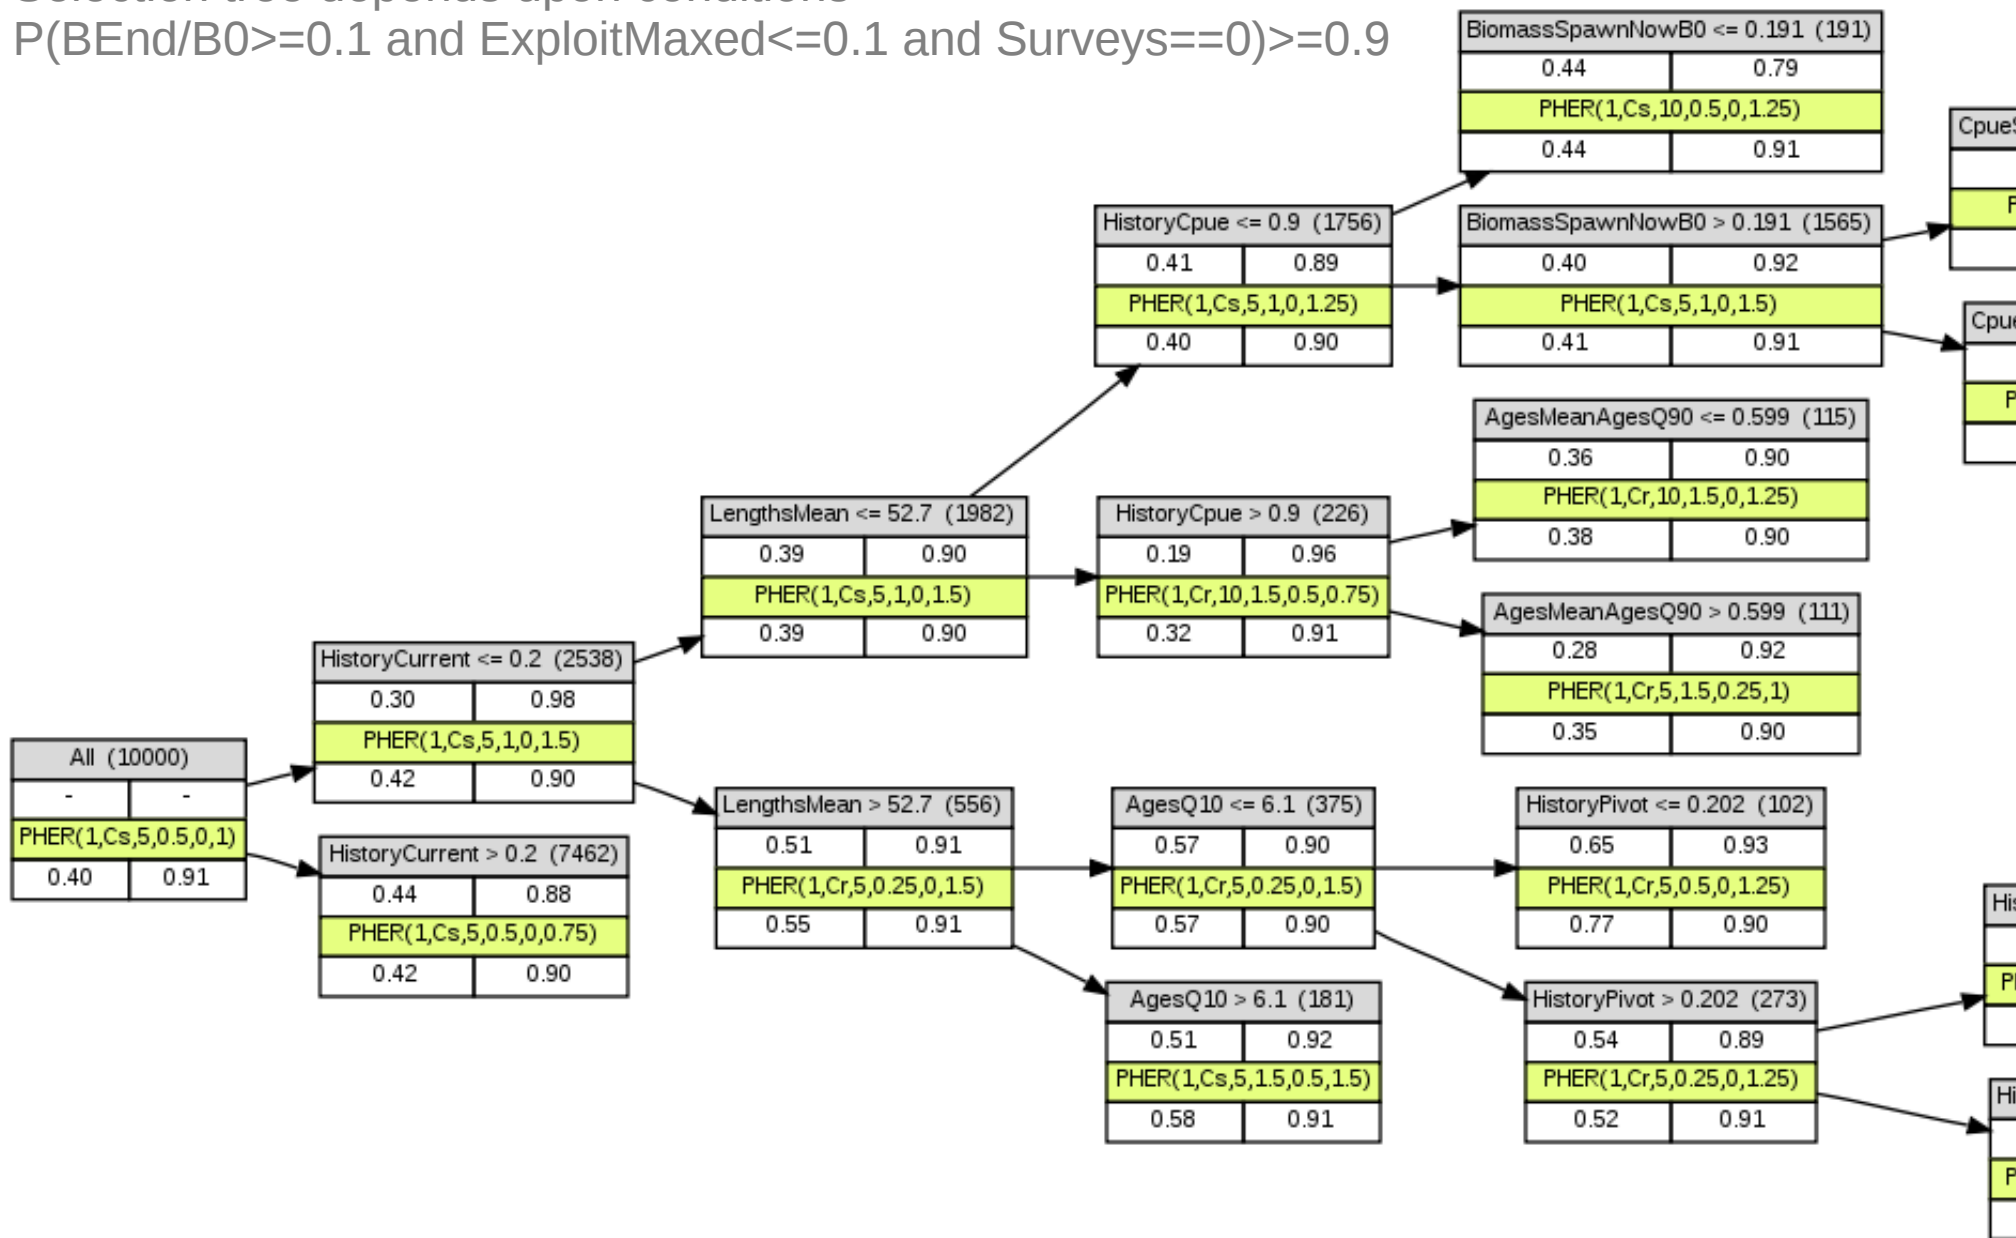 Selection tree depends upon conditions
P(BEnd/B0>=0.1 and ExploitMaxed<=0.1 and Surveys==0)>=0.9
All (10000)
- -
PHER(1,Cs,5,0.5,0,1)
0.40 0.91
HistoryCurrent <= 0.2 (2538)
0.30 0.98
PHER(1,Cs,5,1,0,1.5)
0.42 0.90
HistoryCurrent > 0.2 (7462)
0.44 0.88
PHER(1,Cs,5,0.5,0,0.75)
0.42 0.90
LengthsMean <= 52.7 (1982)
0.39 0.90
PHER(1,Cs,5,1,0,1.5)
0.39 0.90
LengthsMean > 52.7 (556)
0.51 0.91
PHER(1,Cr,5,0.25,0,1.5)
0.55 0.91
HistoryCpue <= 0.9 (1756)
0.41 0.89
PHER(1,Cs,5,1,0,1.25)
0.40 0.90
HistoryCpue > 0.9 (226)
0.19 0.96
PHER(1,Cr,10,1.5,0.5,0.75)
0.32 0.91
AgesQ10 <= 6.1 (375)
0.57 0.90
PHER(1,Cr,5,0.25,0,1.5)
0.57 0.90
AgesQ10 > 6.1 (181)
0.51 0.92
PHER(1,Cs,5,1.5,0.5,1.5)
0.58 0.91
BiomassSpawnNowB0 <= 0.191 (191)
0.44 0.79
PHER(1,Cs,10,0.5,0,1.25)
0.44 0.91
BiomassSpawnNowB0 > 0.191 (1565)
0.40 0.92
PHER(1,Cs,5,1,0,1.5)
0.41 0.91
AgesMeanAgesQ90 <= 0.599 (115)
0.36 0.90
PHER(1,Cr,10,1.5,0,1.25)
0.38 0.90
AgesMeanAgesQ90 > 0.599 (111)
0.28 0.92
PHER(1,Cr,5,1.5,0.25,1)
0.35 0.90
HistoryPivot <= 0.202 (102)
0.65 0.93
PHER(1,Cr,5,0.5,0,1.25)
0.77 0.90
HistoryPivot > 0.202 (273)
0.54 0.89
PHER(1,Cr,5,0.25,0,1.25)
0.52 0.91